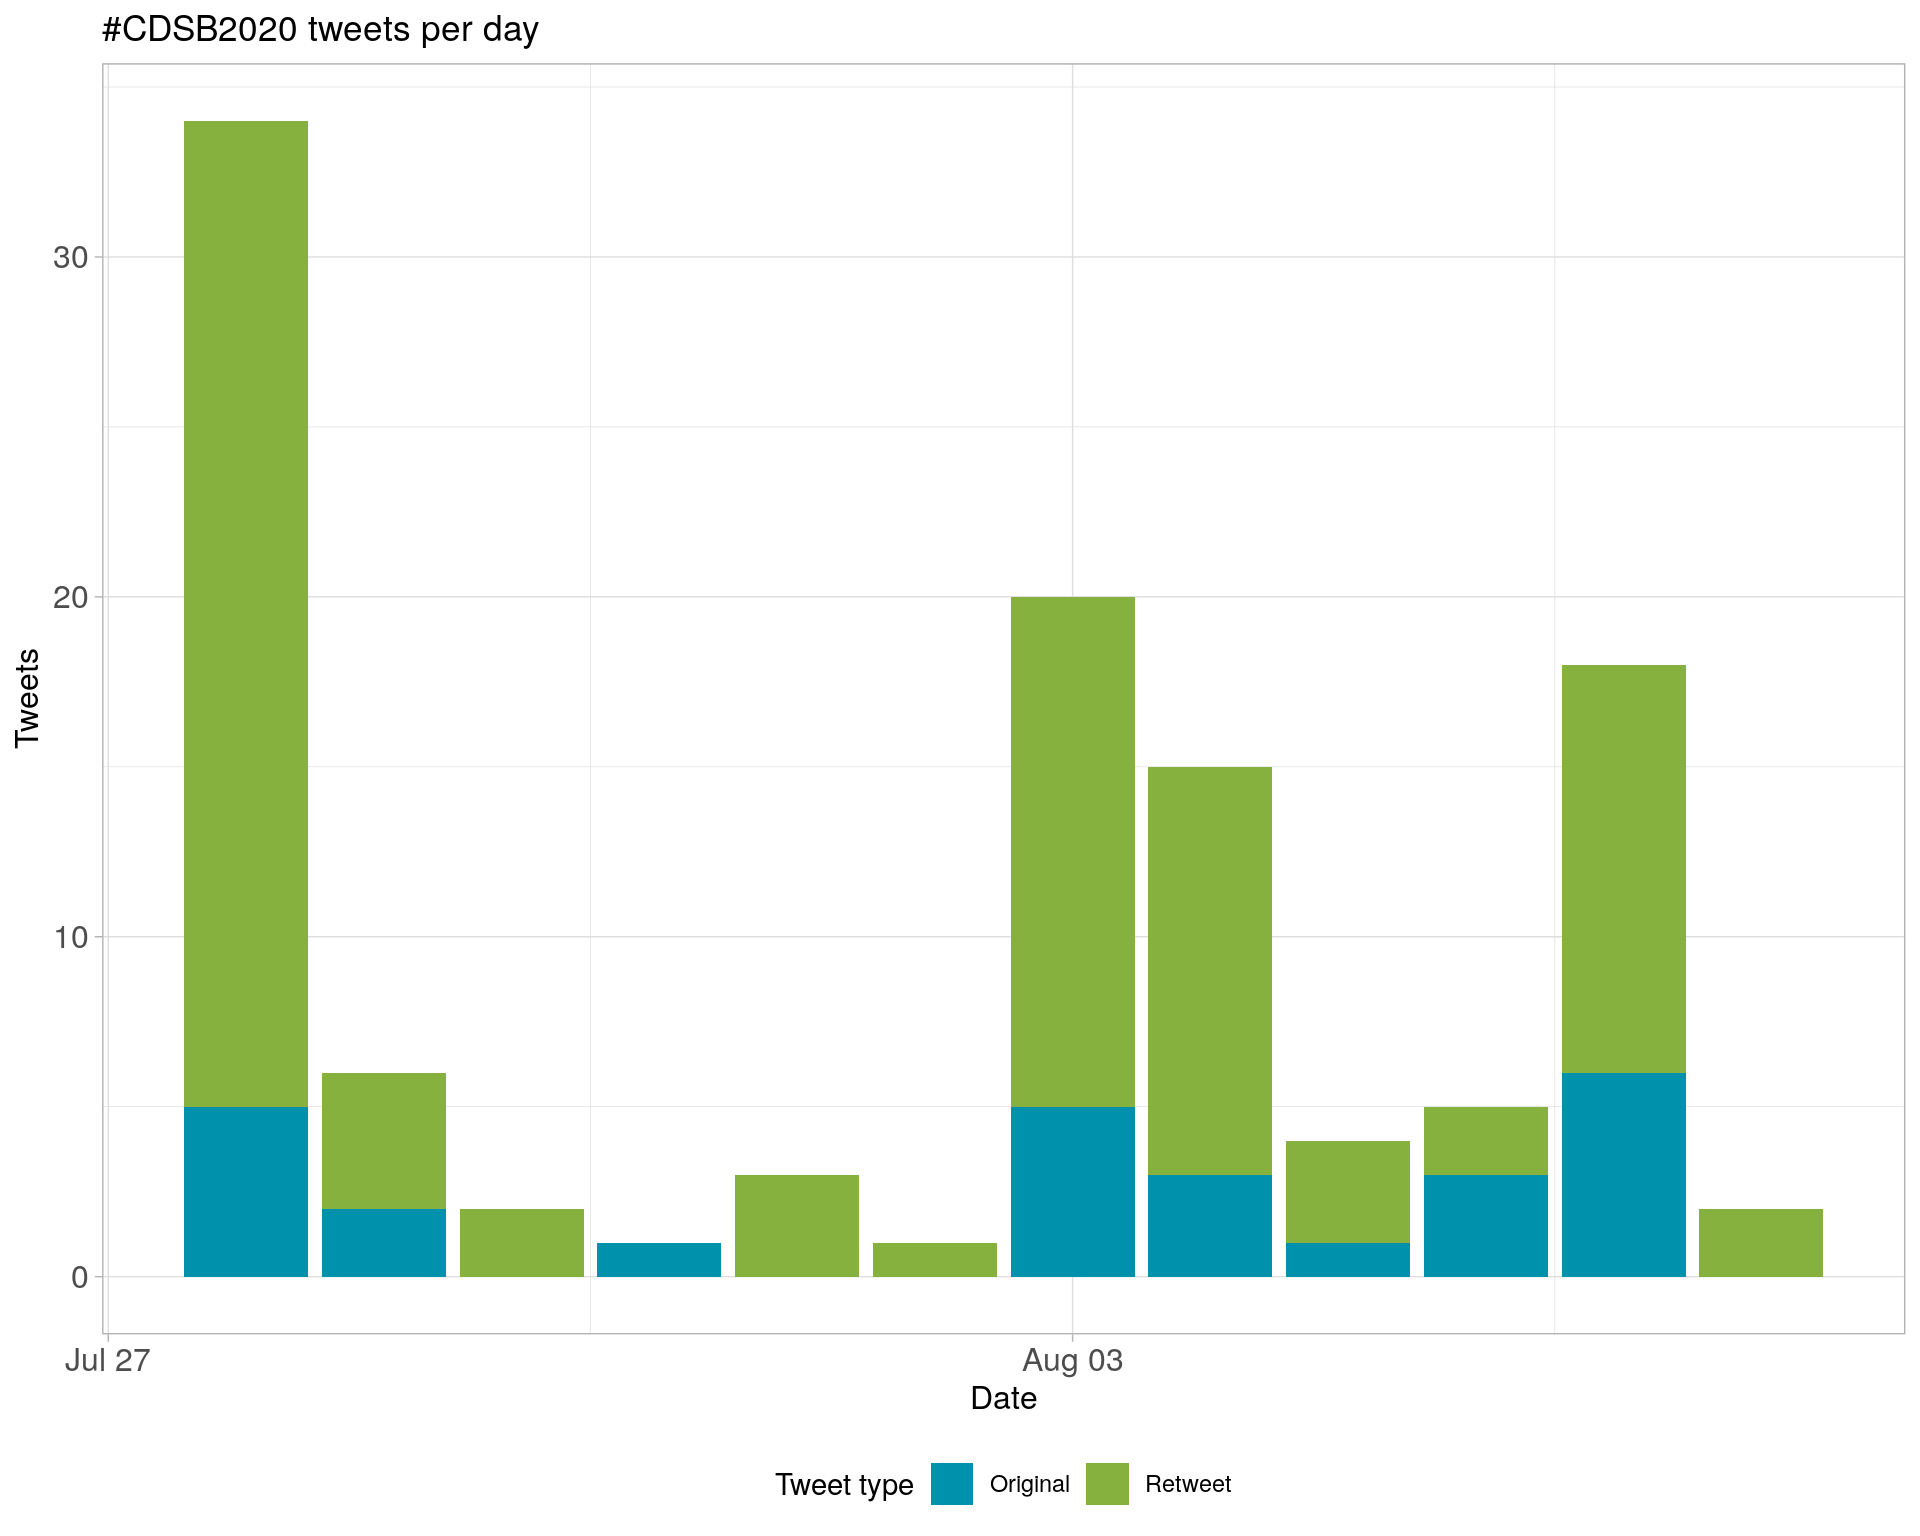 #CDSB2020 tweets per day
30
20
10
0
Tweets
Jul 27 Aug 03
Date
Tweet type Original Retweet